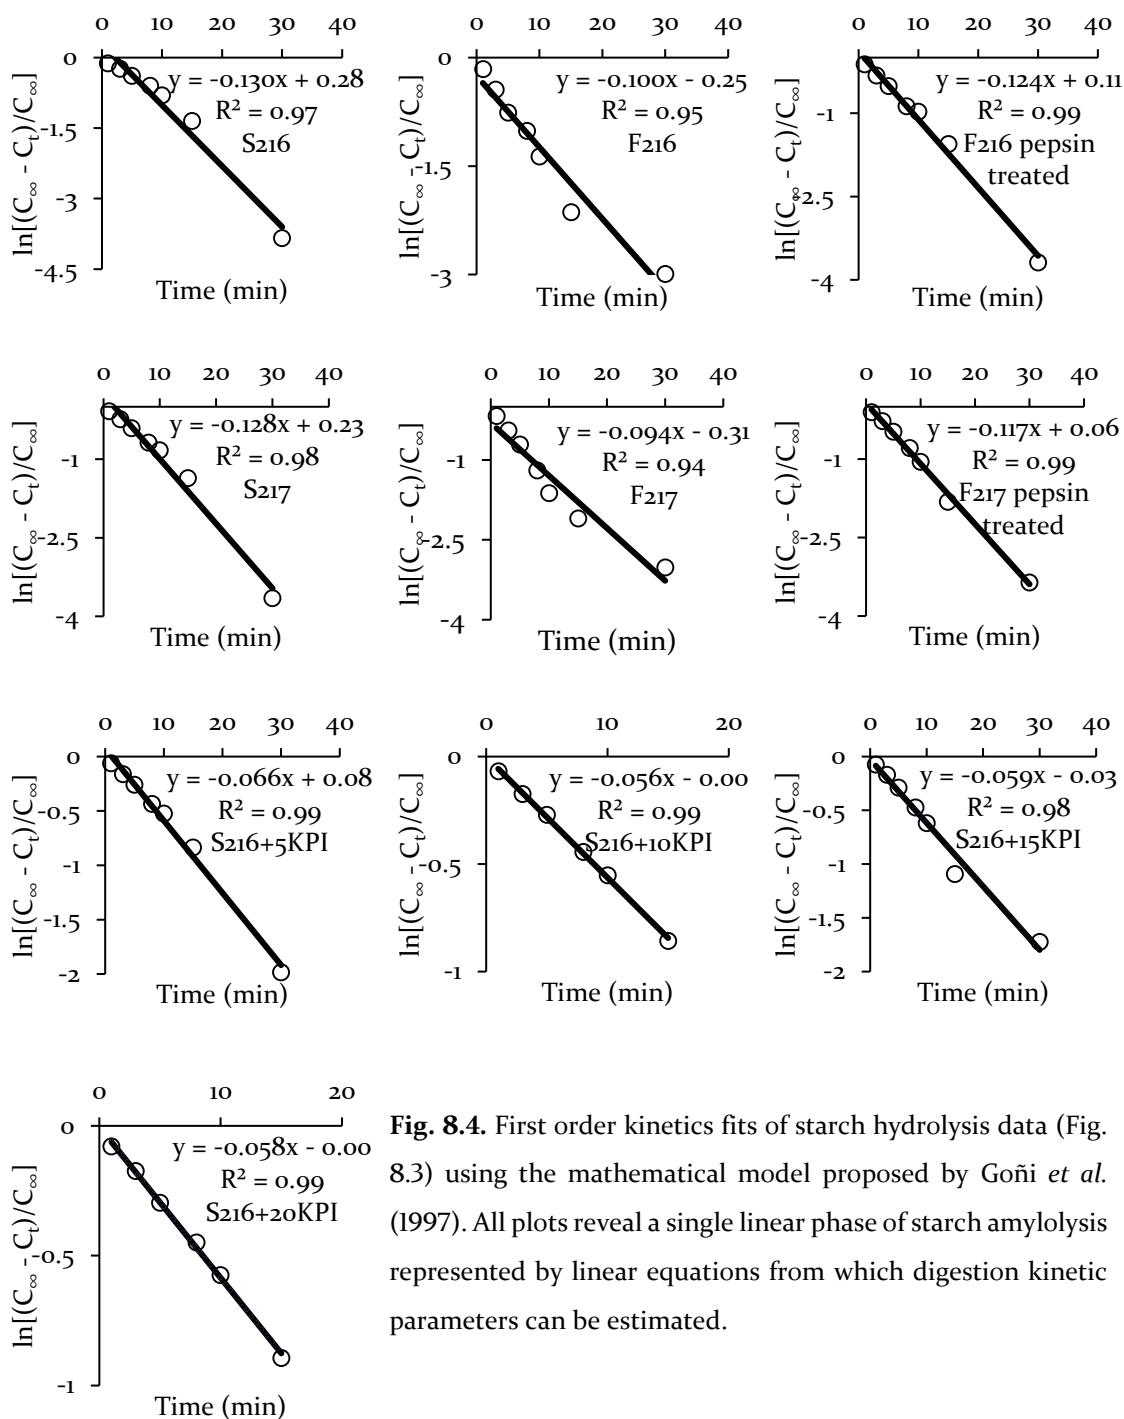 0 10 20 30 40
0
-1.5
-3
-4.5
ln[(C∞ - Ct)/C∞]
y = -0.130x + 0.28
R² = 0.97
S216
Time (min)
0 10 20 30 40
0
-1.5
-3
ln[(C∞ - Ct)/C∞]
y = -0.100x - 0.25
R² = 0.95
F216
Time (min)
0 10 20 30 40
-1
-2.5
-4
ln[(C∞ - Ct)/C∞]
y = -0.124x + 0.11
R² = 0.99
F216 pepsin
treated
Time (min)
0 10 20 30 40
-1
-2.5
-4
ln[(C∞ - Ct)/C∞]
y = -0.128x + 0.23
R² = 0.98
S217
Time (min)
0 10 20 30 40
-1
-2.5
-4
ln[(C∞ - Ct)/C∞]
y = -0.094x - 0.31
R² = 0.94
F217
Time (min)
0 10 20 30 40
-1
-2.5
-4
ln[(C∞ - Ct)/C∞]
y = -0.117x + 0.06
R² = 0.99
F217 pepsin
treated
Time (min)
0 10 20 30 40
0
-0.5
-1
-1.5
-2
ln[(C∞ - Ct)/C∞]
y = -0.066x + 0.08
R² = 0.99
S216+5KPI
Time (min)
0 10 20
0
-0.5
-1
ln[(C∞ - Ct)/C∞]
y = -0.056x - 0.00
R² = 0.99
S216+10KPI
Time (min)
0 10 20 30 40
0
-0.5
-1
-1.5
-2
ln[(C∞ - Ct)/C∞]
y = -0.059x - 0.03
R² = 0.98
S216+15KPI
Time (min)
0 10 20
0
-0.5
-1
ln[(C∞ - Ct)/C∞]
y = -0.058x - 0.00
R² = 0.99
S216+20KPI
Time (min)
Fig. 8.4. First order kinetics fits of starch hydrolysis data (Fig.
8.3) using the mathematical model proposed by Goñi et al.
(1997). All plots reveal a single linear phase of starch amylolysis
represented by linear equations from which digestion kinetic
parameters can be estimated.